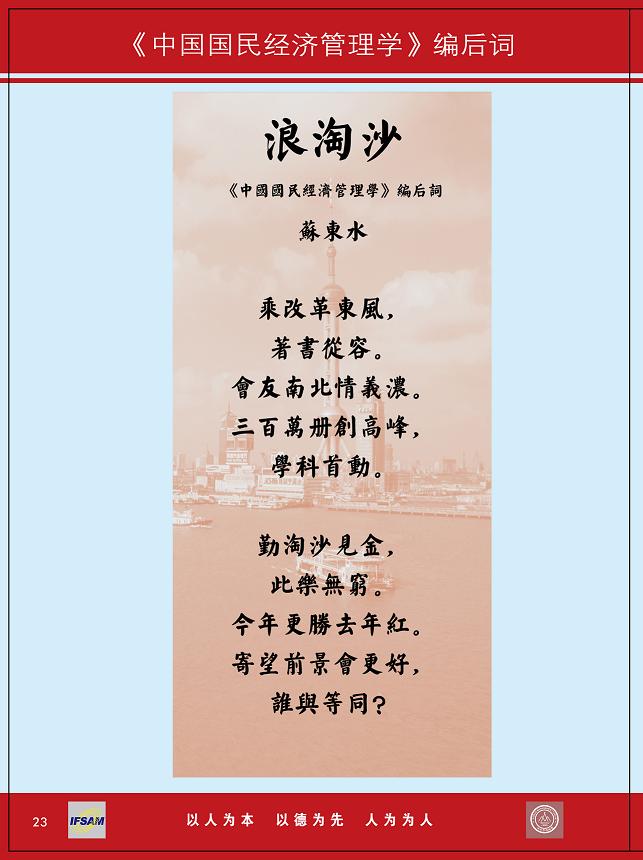 《中国国民经济管理学》编后词
浪淘沙
《中國國民經濟管理學》编后詞
蘇東水
乘改革東風,
著書從容。
會友南北情義濃。
三百萬册創高峰,
學科首動。
勤淘沙見金,
此樂無窮。
今年更勝去年紅。
寄望前景會更好,
誰與等同?
23
IFSAM
以人为本 以德为先 人为为人